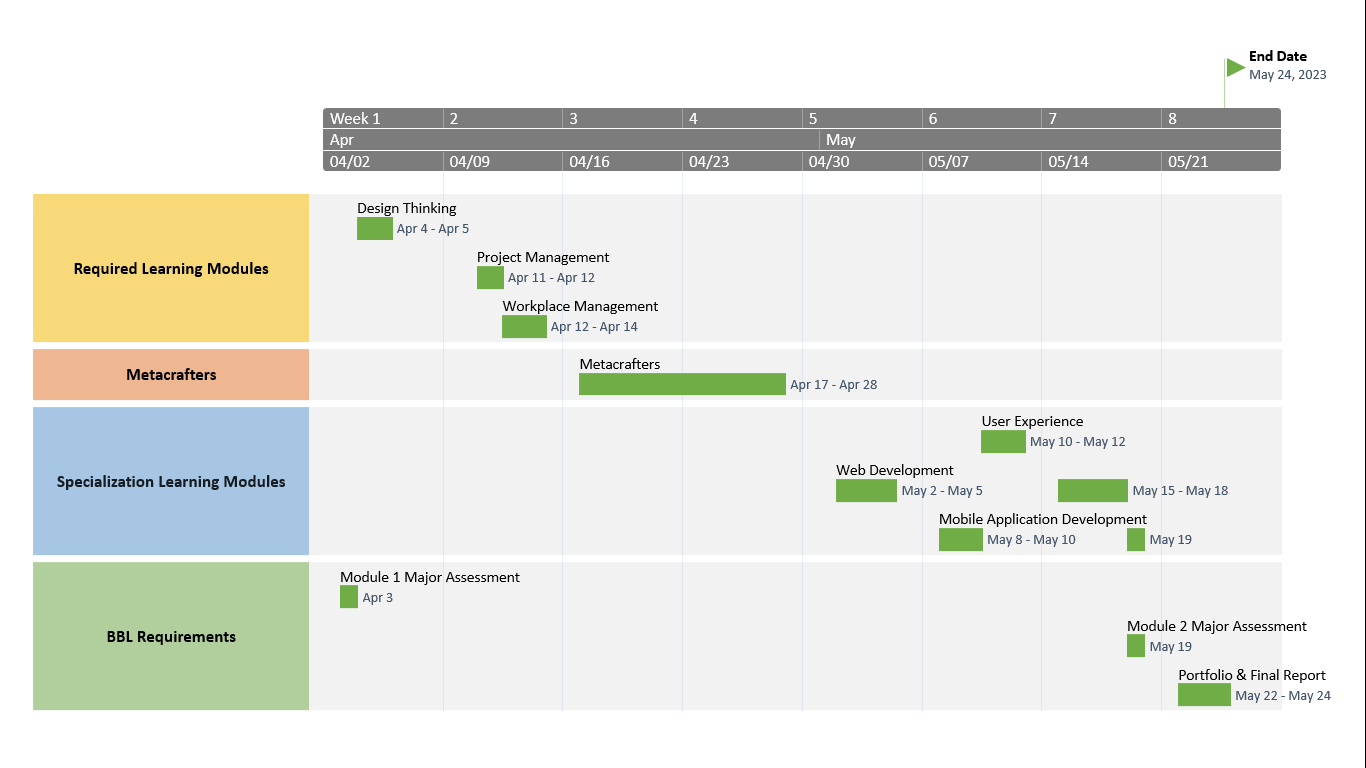 End Date
May 24, 2023
Week 1 2 3 4 5 6 7 8
Apr May
04/02 04/09 04/16 04/23 04/30 05/07 05/14 05/21
Required Learning Modules
Design Thinking
Apr 4 - Apr 5
Project Management
Apr 11 - Apr 12
Workplace Management
Apr 12 - Apr 14
Metacrafters
Metacrafters
Apr 17 - Apr 28
Specialization Learning Modules
User Experience
May 10 - May 12
Web Development
May 2 - May 5 May 15 - May 18
Mobile Application Development
May 8 - May 10 May 19
BBL Requirements
Module 1 Major Assessment
Apr 3
Module 2 Major Assessment
May 19
Portfolio & Final Report
May 22 - May 24